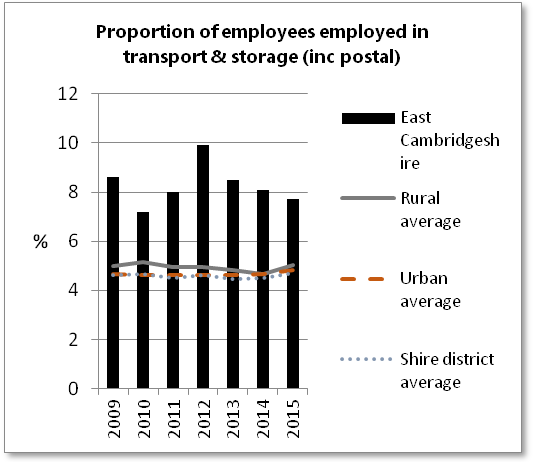 Proportion of employees employed in
transport & storage (inc postal)
12
10
8
6
4
2
0
%
2009
2010
2011
2012
2013
2014
2015
East
Cambridgesh
ire
Rural
average
Urban
average
Shire district
average